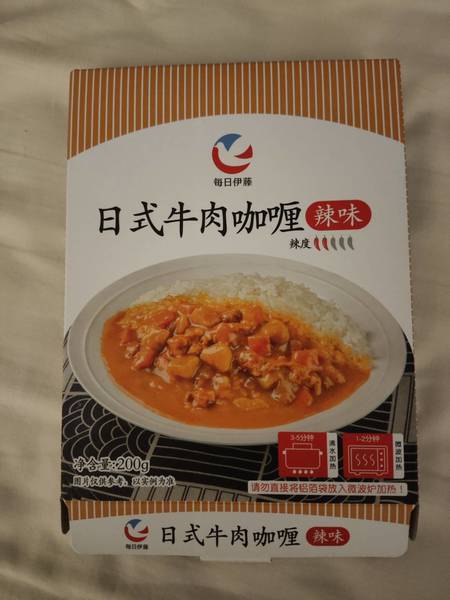 每日伊藤
日式牛肉咖喱 辣味
辣度
3-5分钟 沸水加热
1-2分钟 微波加热
净含量:200g
图片仅供参考，以实物为准
请勿直接将铝箔袋放入微波炉加热！
每日伊藤
日式牛肉咖喱 辣味